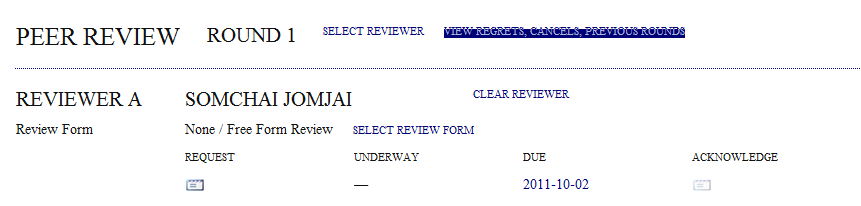 PEER REVIEW ROUND 1 SELECT REVIEWER VIEW REGRETS, CANCELS, PREVIOUS ROUNDS
REVIEWER A SOMCHAI JOMJAI CLEAR REVIEWER
Review Form None / Free Form Review SELECT REVIEW FORM
REQUEST UNDERWAY DUE ACKNOWLEDGE
— 2011-10-02